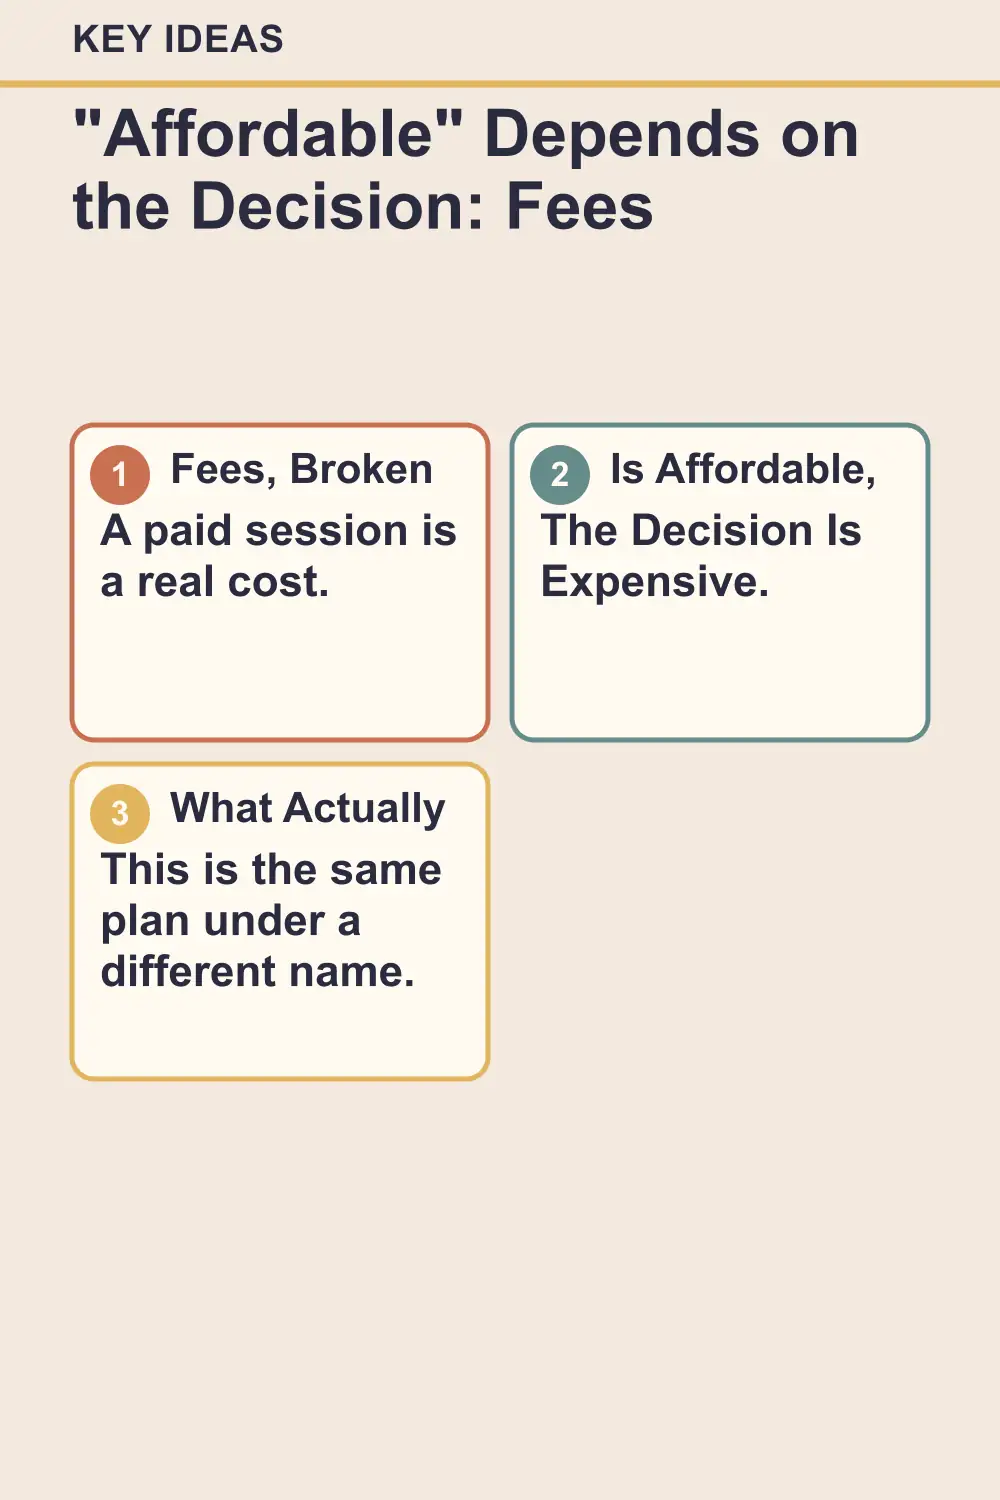 KEY IDEAS
"Affordable" Depends on
the Decision: Fees
1 Fees, Broken
A paid session is
a real cost.
2 Is Affordable,
The Decision Is
Expensive.
3 What Actually
This is the same
plan under a
different name.